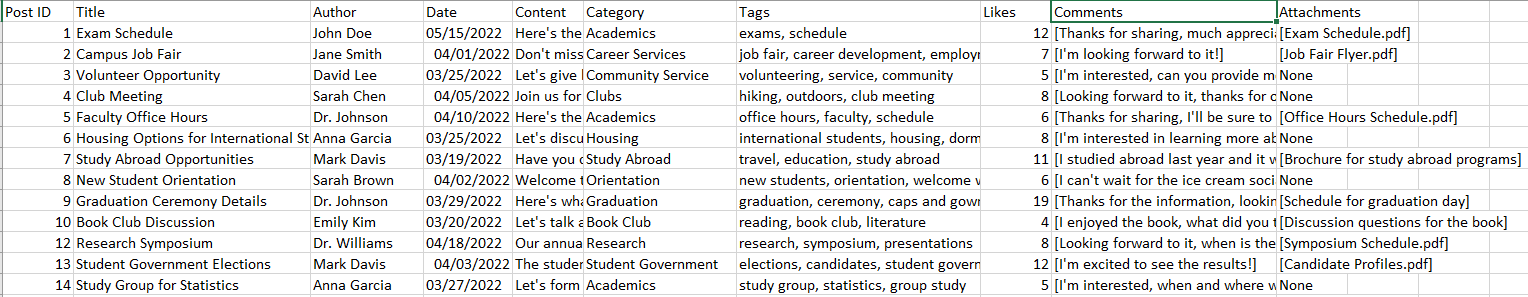 Post ID Title Author Date Content Category Tags Likes Comments Attachments
1 Exam Schedule John Doe 05/15/2022 Here's the Academics exams, schedule 12 [Thanks for sharing, much [Exam Schedule.pdf]
2 Campus Job Fair Jane Smith 04/01/2022 Don't miss Career Services job fair, career development, 7 [I'm looking forward to it!] [Job Fair Flyer.pdf]
3 Volunteer Opportunity David Lee 03/25/2022 Let's give Community Service volunteering, service, community 5 [I'm interested, can you provide None
4 Club Meeting Sarah Chen 04/05/2022 Join us for Clubs hiking, outdoors, club meeting 8 [Looking forward to it, thanks for None
5 Faculty Office Hours Dr. Johnson 04/10/2022 Here's the Academics office hours, faculty, schedule 6 [Thanks for sharing, I'll be sure to [Office Hours Schedule.pdf]
6 Housing Options for International Anna Garcia 03/25/2022 Let's Housing international students, housing, 8 [I'm interested in learning more None
7 Study Abroad Opportunities Mark Davis 03/19/2022 Have you Study Abroad travel, education, study abroad 11 [I studied abroad last year and it [Brochure for study abroad programs]
8 New Student Orientation Sarah Brown 04/02/2022 Welcome Orientation new students, orientation, welcome 6 [I can't wait for the ice cream None
9 Graduation Ceremony Details Dr. Johnson 03/29/2022 Here's Graduation graduation, ceremony, caps and 19 [Thanks for the information, [Schedule for graduation day]
10 Book Club Discussion Emily Kim 03/20/2022 Let's talk Book Club reading, book club, literature 4 [I enjoyed the book, what did you [Discussion questions for the book]
12 Research Symposium Dr. Williams 04/18/2022 Our Research research, symposium, presentations 8 [Looking forward to it, when is the [Symposium Schedule.pdf]
13 Student Government Elections Mark Davis 04/03/2022 The Student Government elections, candidates, student 12 [I'm excited to see the results!] [Candidate Profiles.pdf]
14 Study Group for Statistics Anna Garcia 03/27/2022 Let's form Academics study group, statistics, group study 5 [I'm interested, when and where None